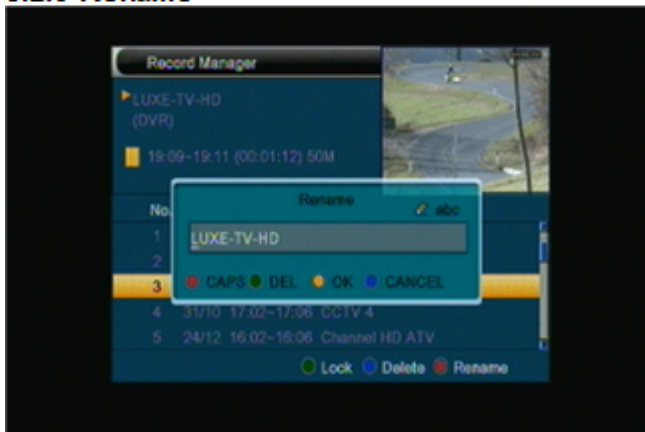 Record Manager
LUXE-TV-HD
(DVR)
19:09-19:11 (00:01:12) 50M
No.
Rename
abc
1
LUXE-TV-HD
2
CAPS DEL OK CANCEL
3
4 31/10 17:02-17:06 CCTV 4
5 24/12 16:02-16:06 Channel HD ATV
Lock Delete Rename